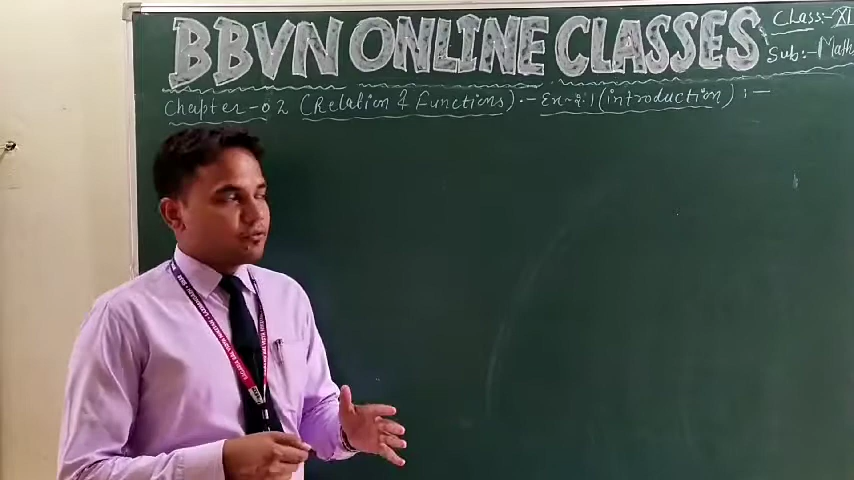 BBVN ONLINE CLASSES
Class:- XI
Sub:- Math
Chapter-02 (Relation & Functions):- Ex-2.1 (introduction) :-